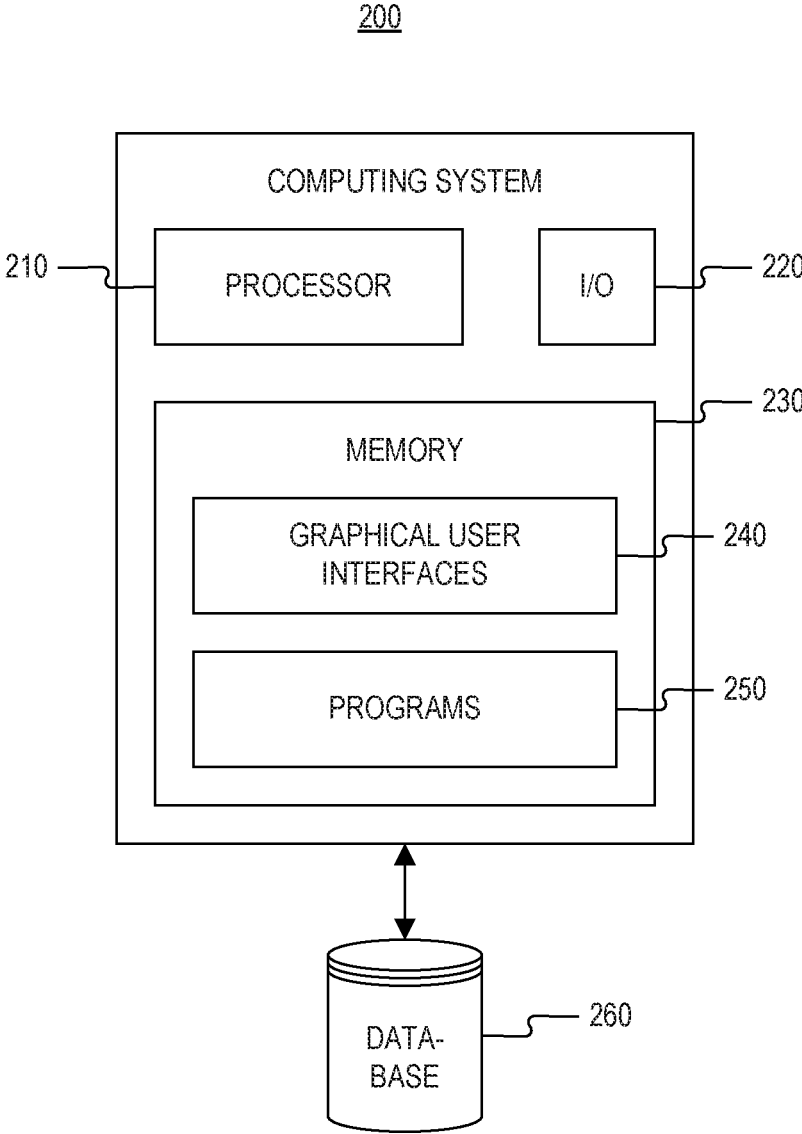 200
COMPUTING SYSTEM
210
PROCESSOR
I/O
220
230
MEMORY
GRAPHICAL USER
INTERFACES
240
PROGRAMS
250
DATA-
BASE
260